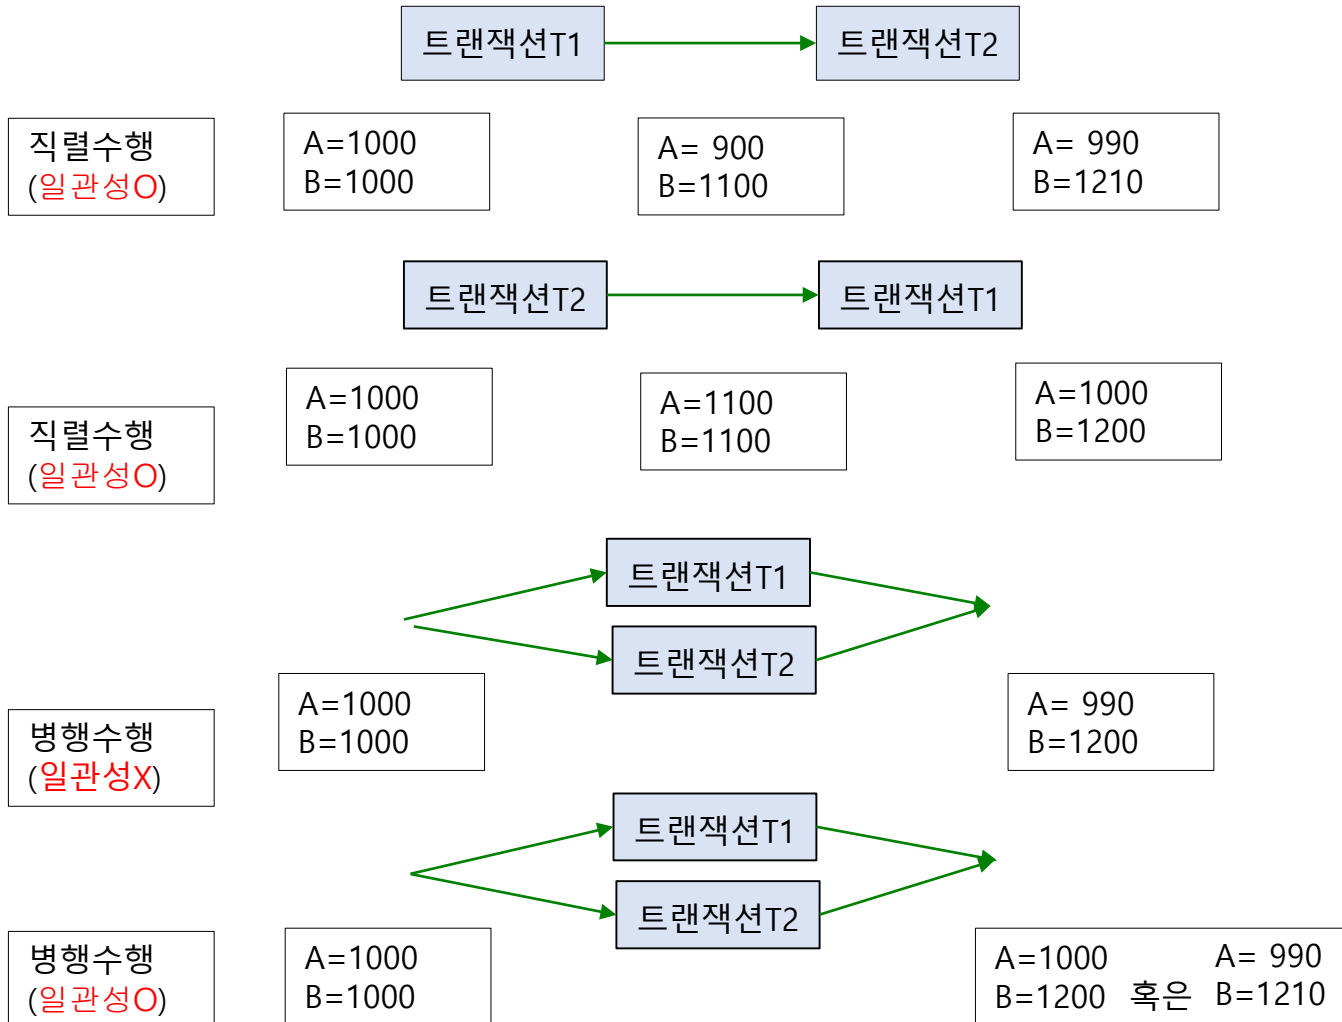 트랜잭션T1
트랜잭션T2
직렬수행
(일관성O)
A=1000
B=1000
A= 900
B=1100
A= 990
B=1210
트랜잭션T2
트랜잭션T1
직렬수행
(일관성O)
A=1000
B=1000
A=1100
B=1100
A=1000
B=1200
트랜잭션T1
트랜잭션T2
병행수행
(일관성X)
A=1000
B=1000
A= 990
B=1200
트랜잭션T1
트랜잭션T2
병행수행
(일관성O)
A=1000
B=1000
A=1000
B=1200
혹은
A= 990
B=1210